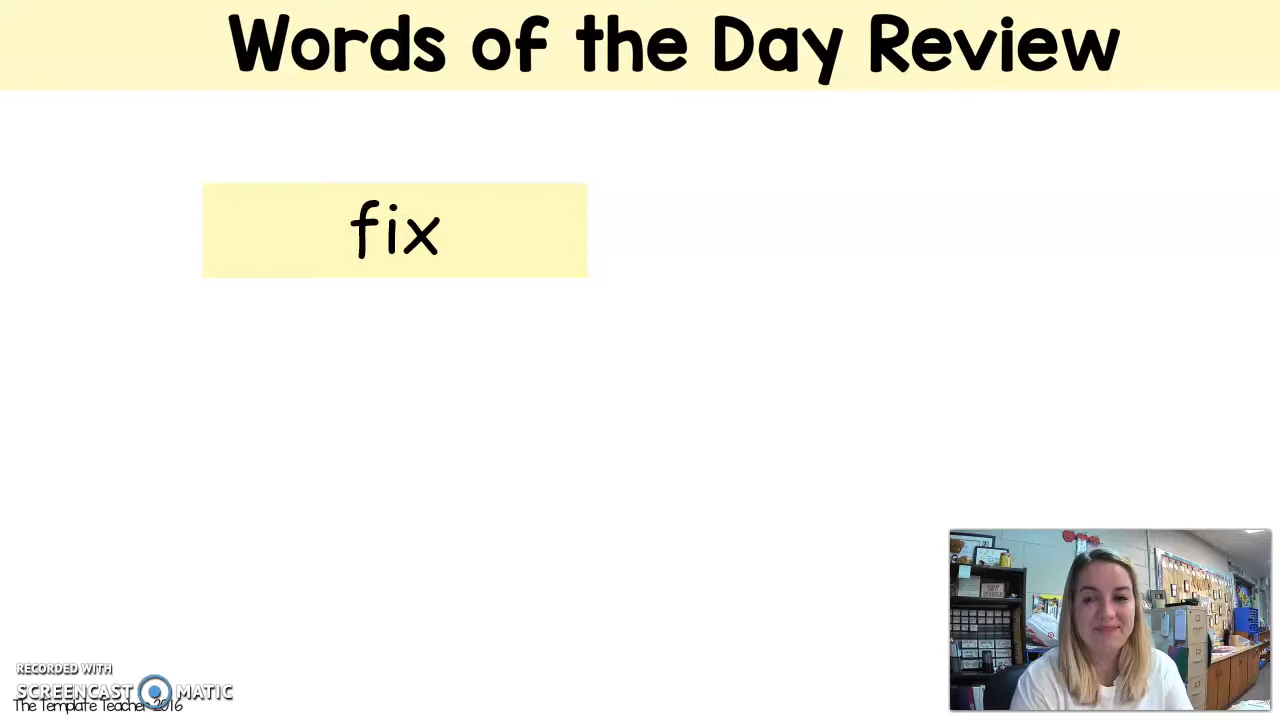 Words of the Day Review
fix
RECORDED WITH
SCREENCAST MATIC
The Template Teacher 2016